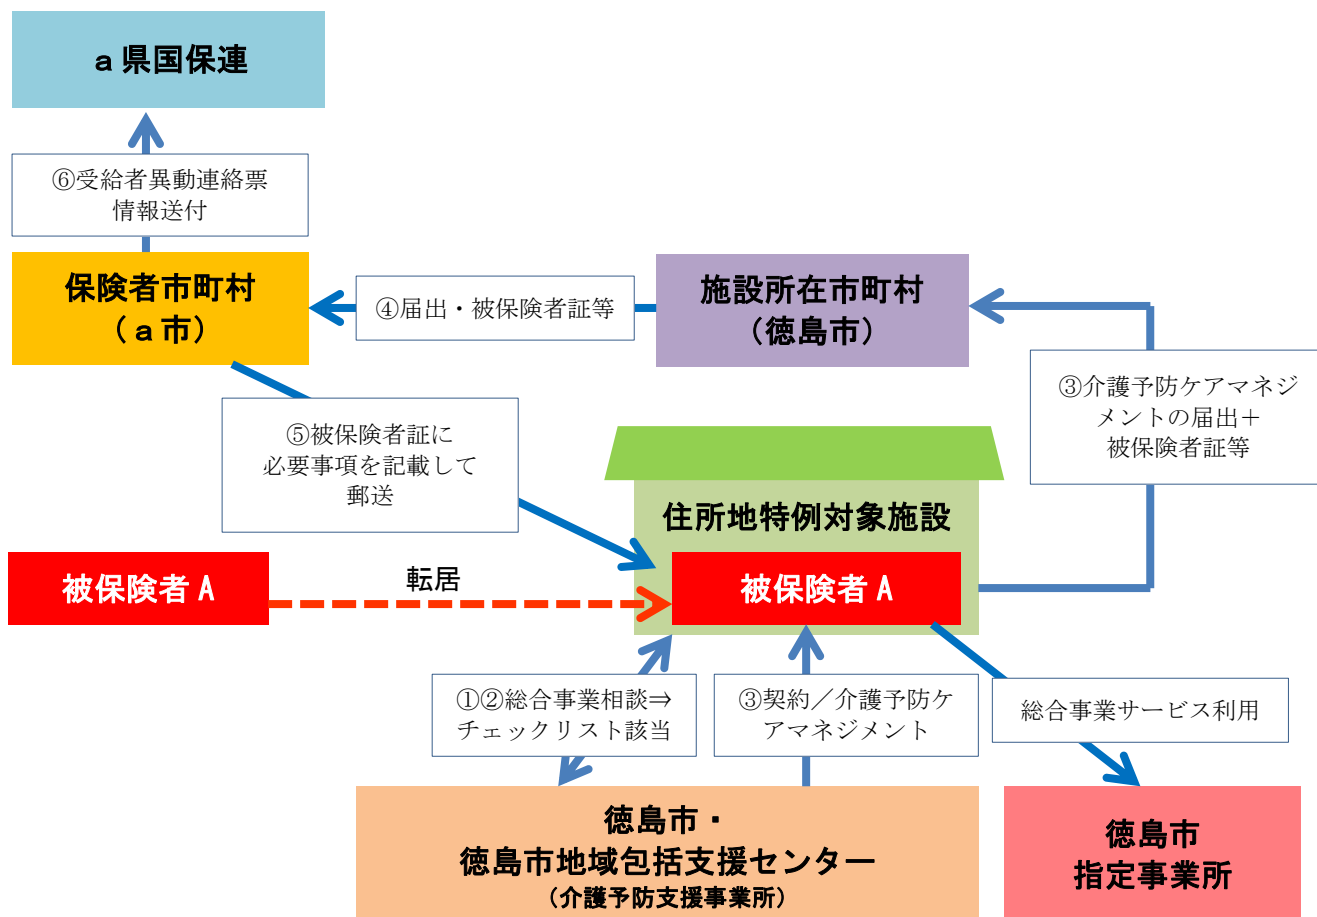 ａ県国保連
⑥受給者異動連絡票
情報送付
保険者市町村
（ａ市）
④届出・被保険者証等
施設所在市町村
（徳島市）
③介護予防ケアマネジ
メントの届出＋
被保険者証等
⑤被保険者証に
必要事項を記載して
郵送
住所地特例対象施設
被保険者Ａ
転居
被保険者Ａ
①②総合事業相談⇒
チェックリスト該当
③契約／介護予防ケ
アマネジメント
総合事業サービス利用
徳島市・
徳島市地域包括支援センター
（介護予防支援事業所）
徳島市
指定事業所